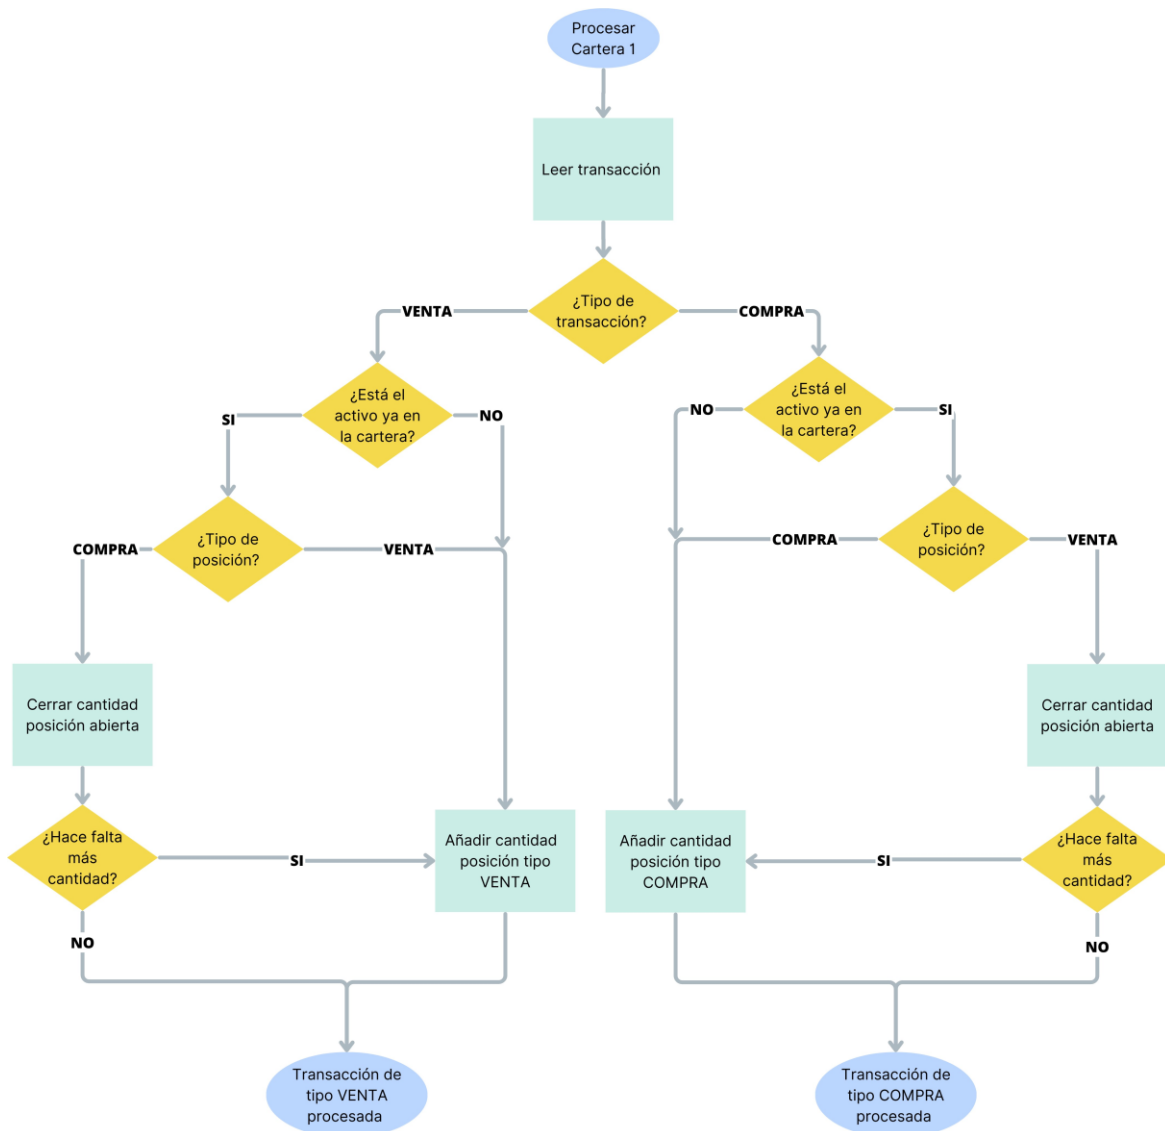 Procesar
Cartera 1
Leer transacción
¿Tipo de
transacción?
VENTA
COMPRA
¿Está el
activo ya en
la cartera?
SI
NO
¿Está el
activo ya en
la cartera?
NO
SI
¿Tipo de
posición?
COMPRA
VENTA
¿Tipo de
posición?
COMPRA
VENTA
Cerrar cantidad
posición abierta
Cerrar cantidad
posición abierta
¿Hace falta
más
cantidad?
SI
NO
Añadir cantidad
posición tipo
VENTA
Añadir cantidad
posición tipo
COMPRA
SI
¿Hace falta
más
cantidad?
NO
Transacción de
tipo VENTA
procesada
Transacción de
tipo COMPRA
procesada